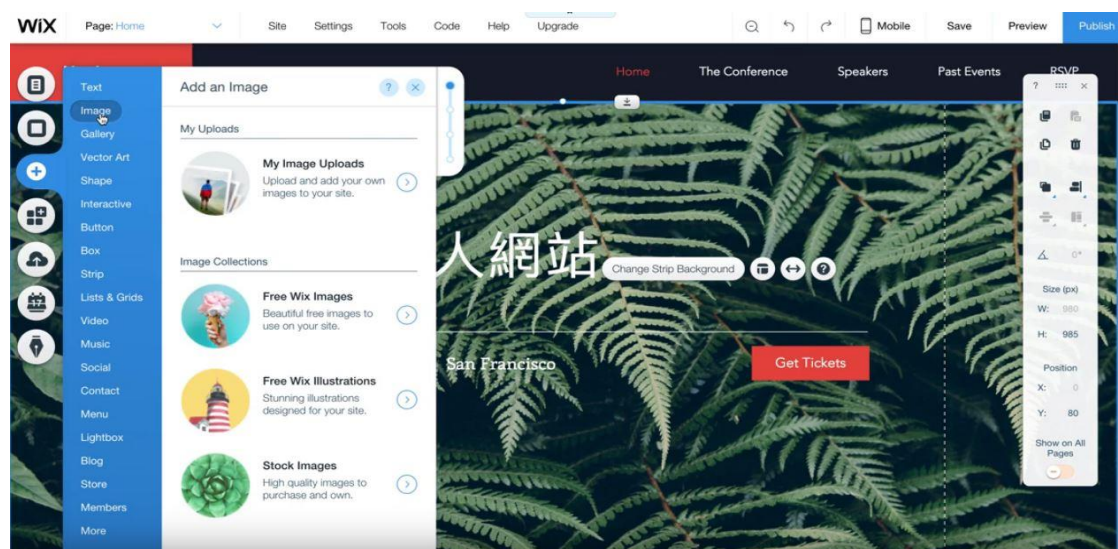 WiX
Page: Home
Site
Settings
Tools
Code
Help
Upgrade
Mobile
Save
Preview
Publish
Home
The Conference
Speakers
Past Events
RSVP
Text
Image
Gallery
Vector Art
Shape
Interactive
Button
Box
Strip
Lists & Grids
Video
Music
Social
Contact
Menu
Lightbox
Blog
Store
Members
More
Add an Image
?
×
My Uploads
My Image Uploads
Upload and add your own
images to your site.
Image Collections
Free Wix Images
Beautiful free images to
use on your site.
Free Wix Illustrations
Stunning illustrations
designed for your site.
Stock Images
High quality images to
purchase and own.
人網站
Change Strip Background
?
San Francisco
Get Tickets
?
×
0°
Size (px)
W: 980
H: 985
Position
X: 0
Y: 80
Show on All
Pages
17